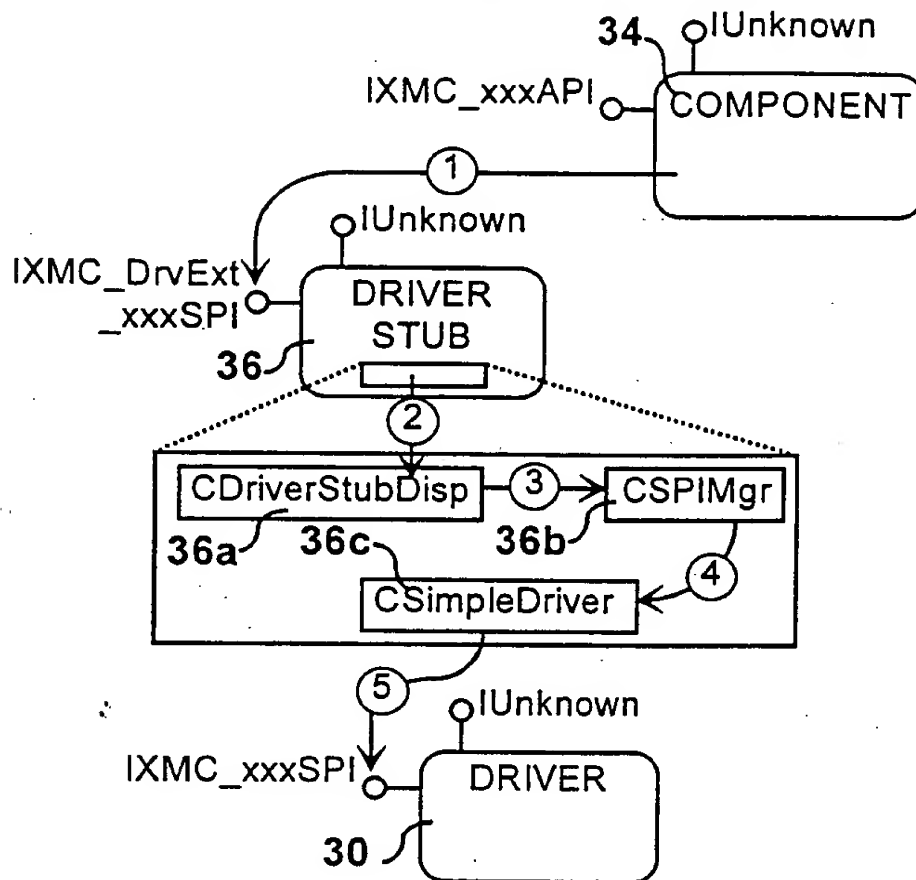 34
IUnknown
IXMC_xxxAPI
COMPONENT
1
IUnknown
IXMC_DrvExt
_xxxSPI
DRIVER
STUB
36
2
CDriverStubDisp
3
CSPIMgr
36a
36c
36b
4
CSimpleDriver
5
IUnknown
IXMC_xxxSPI
DRIVER
30